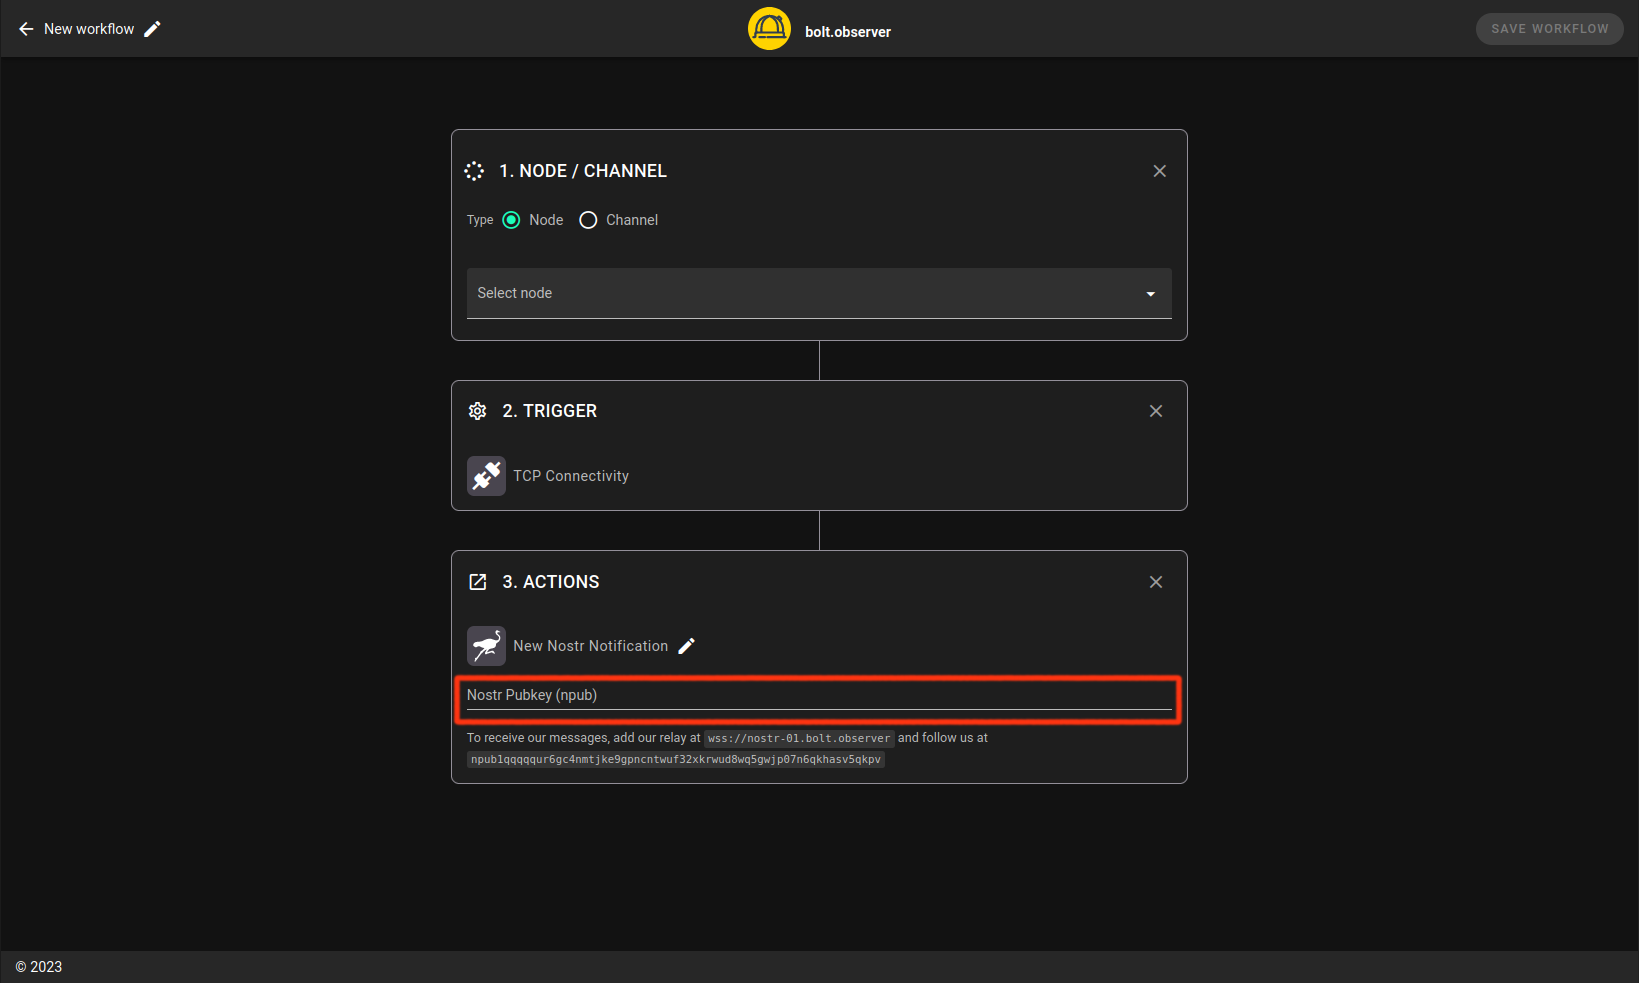 New workflow
bolt.observer
SAVE WORKFLOW
1. NODE / CHANNEL
Type Node Channel
Select node
2. TRIGGER
TCP Connectivity
3. ACTIONS
New Nostr Notification
Nostr Pubkey (npub)
To receive our messages, add our relay at wss://nostr-01.bolt.observer and follow us at
npub1qqqqqur6gc4nmtjke9gpncntwuf32xkrwud8wq5gwjp07n6qkhasv5qkpv
© 2023